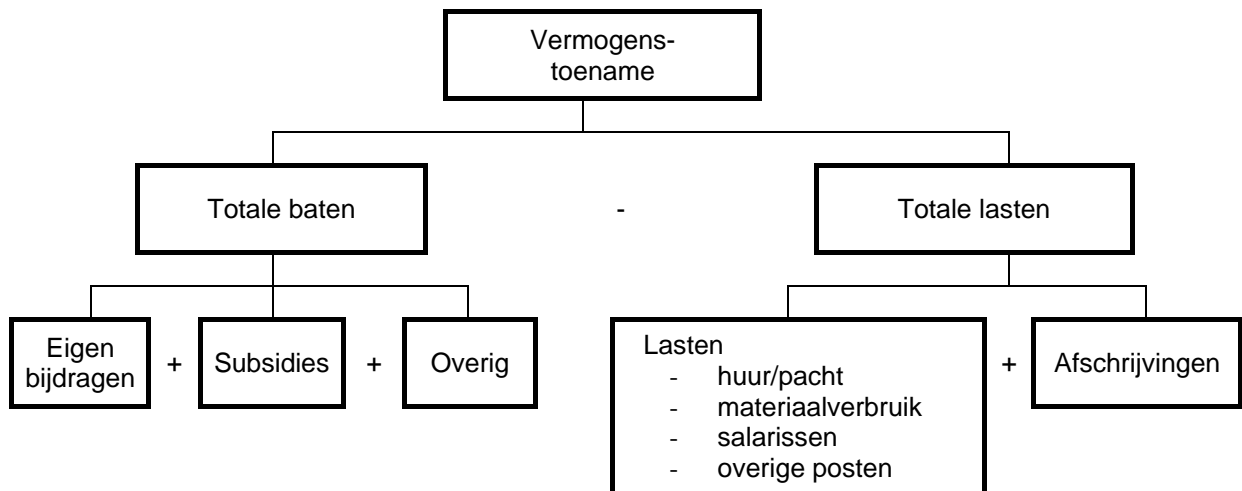 Vermogens-
toename
Totale baten
-
Totale lasten
Eigen
bijdragen
+
Subsidies
+
Overig
Lasten
- huur/pacht
- materiaalverbruik
- salarissen
- overige posten
+
Afschrijvingen